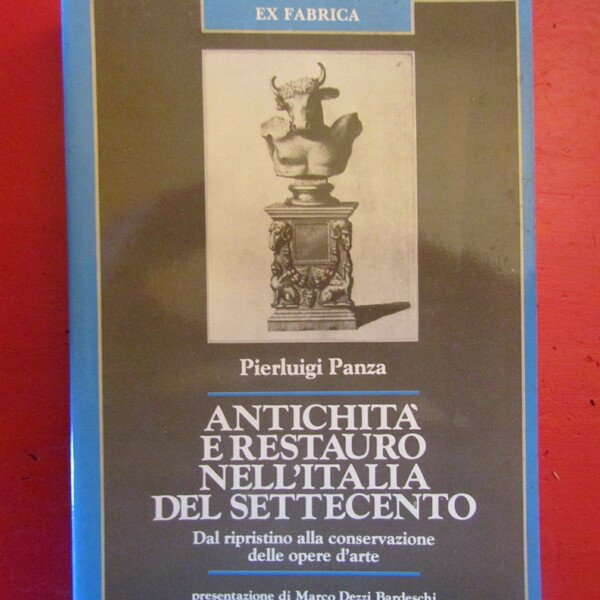 EX FABRICA
Pierluigi Panza
ANTICHITÀ
E RESTAURO
NELL'ITALIA
DEL SETTECENTO
Dal ripristino alla conservazione
delle opere d'arte
presentazione di Marco Dezzi Bardeschi